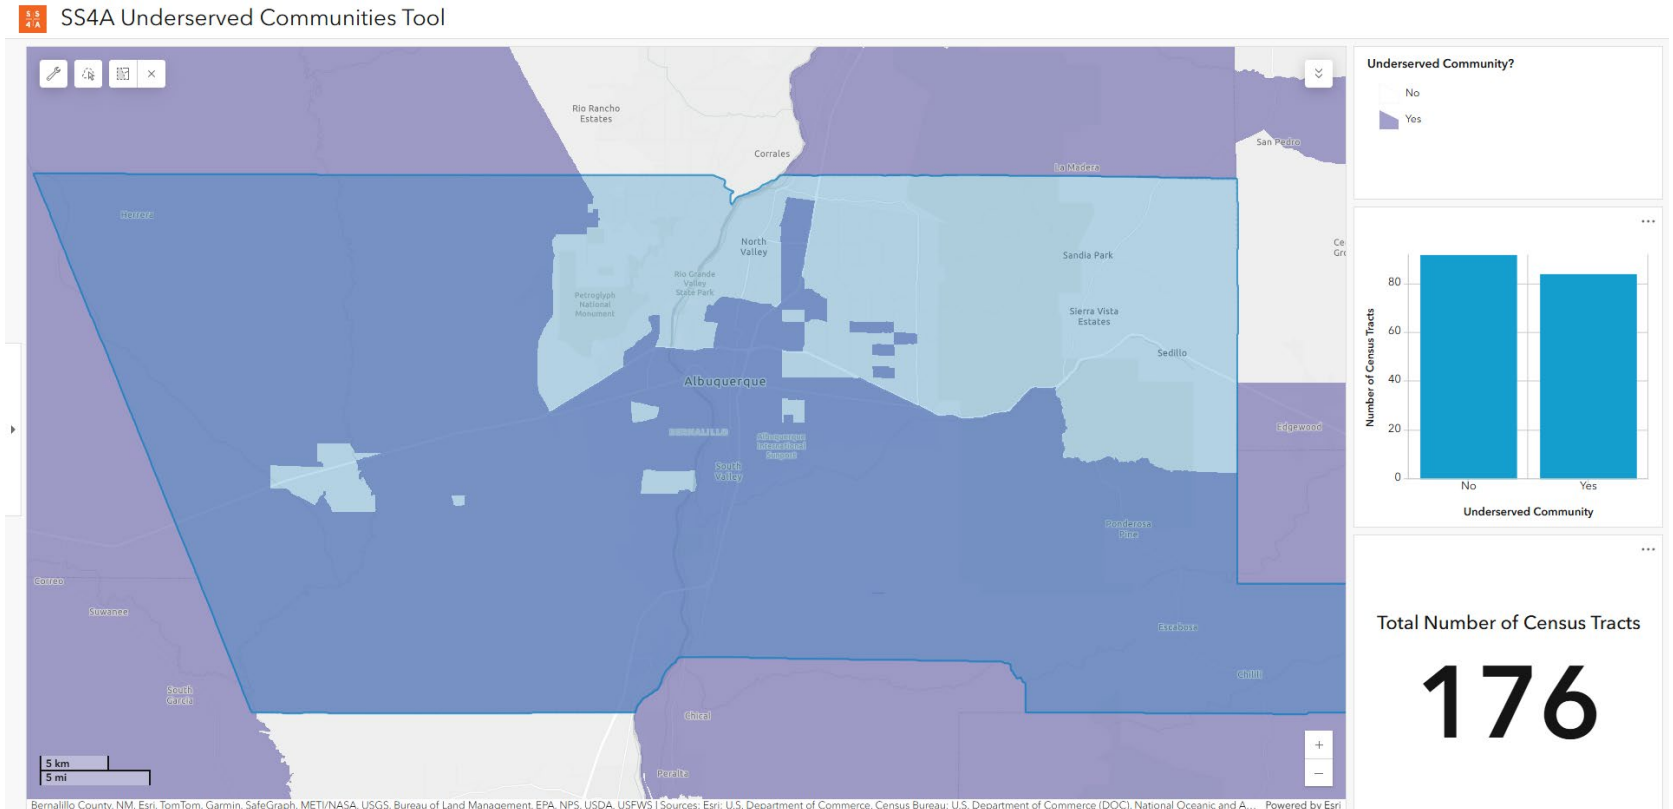 SS4A
SS4A Underserved Communities Tool
Rio Rancho
Estates
Corrales
La Madera
San Pedro
Herrera
North
Valley
Sandia Park
Rio Grande
Valley
State Park
Petroglyph
National
Monument
Sierra Vista
Estates
Sedillo
Albuquerque
BERNALILLO
Albuquerque
International
Sunport
South
Valley
Edgewood
Ponderosa
Pine
Correo
Suwanee
Escabosa
Chilili
South
Garcia
Chical
Peralta
5 km
5 mi
Bernalillo County, NM, Esri, TomTom, Garmin, SafeGraph, METI/NASA, USGS, Bureau of Land Management, EPA, NPS, USDA, USFWS | Sources: Esri; U.S. Department of Commerce, Census Bureau; U.S. Department of Commerce (DOC), National Oceanic and A... Powered by Esri
Underserved Community?
No
Yes
Number of Census Tracts
80
60
40
20
0
No Yes
Underserved Community
Total Number of Census Tracts
176